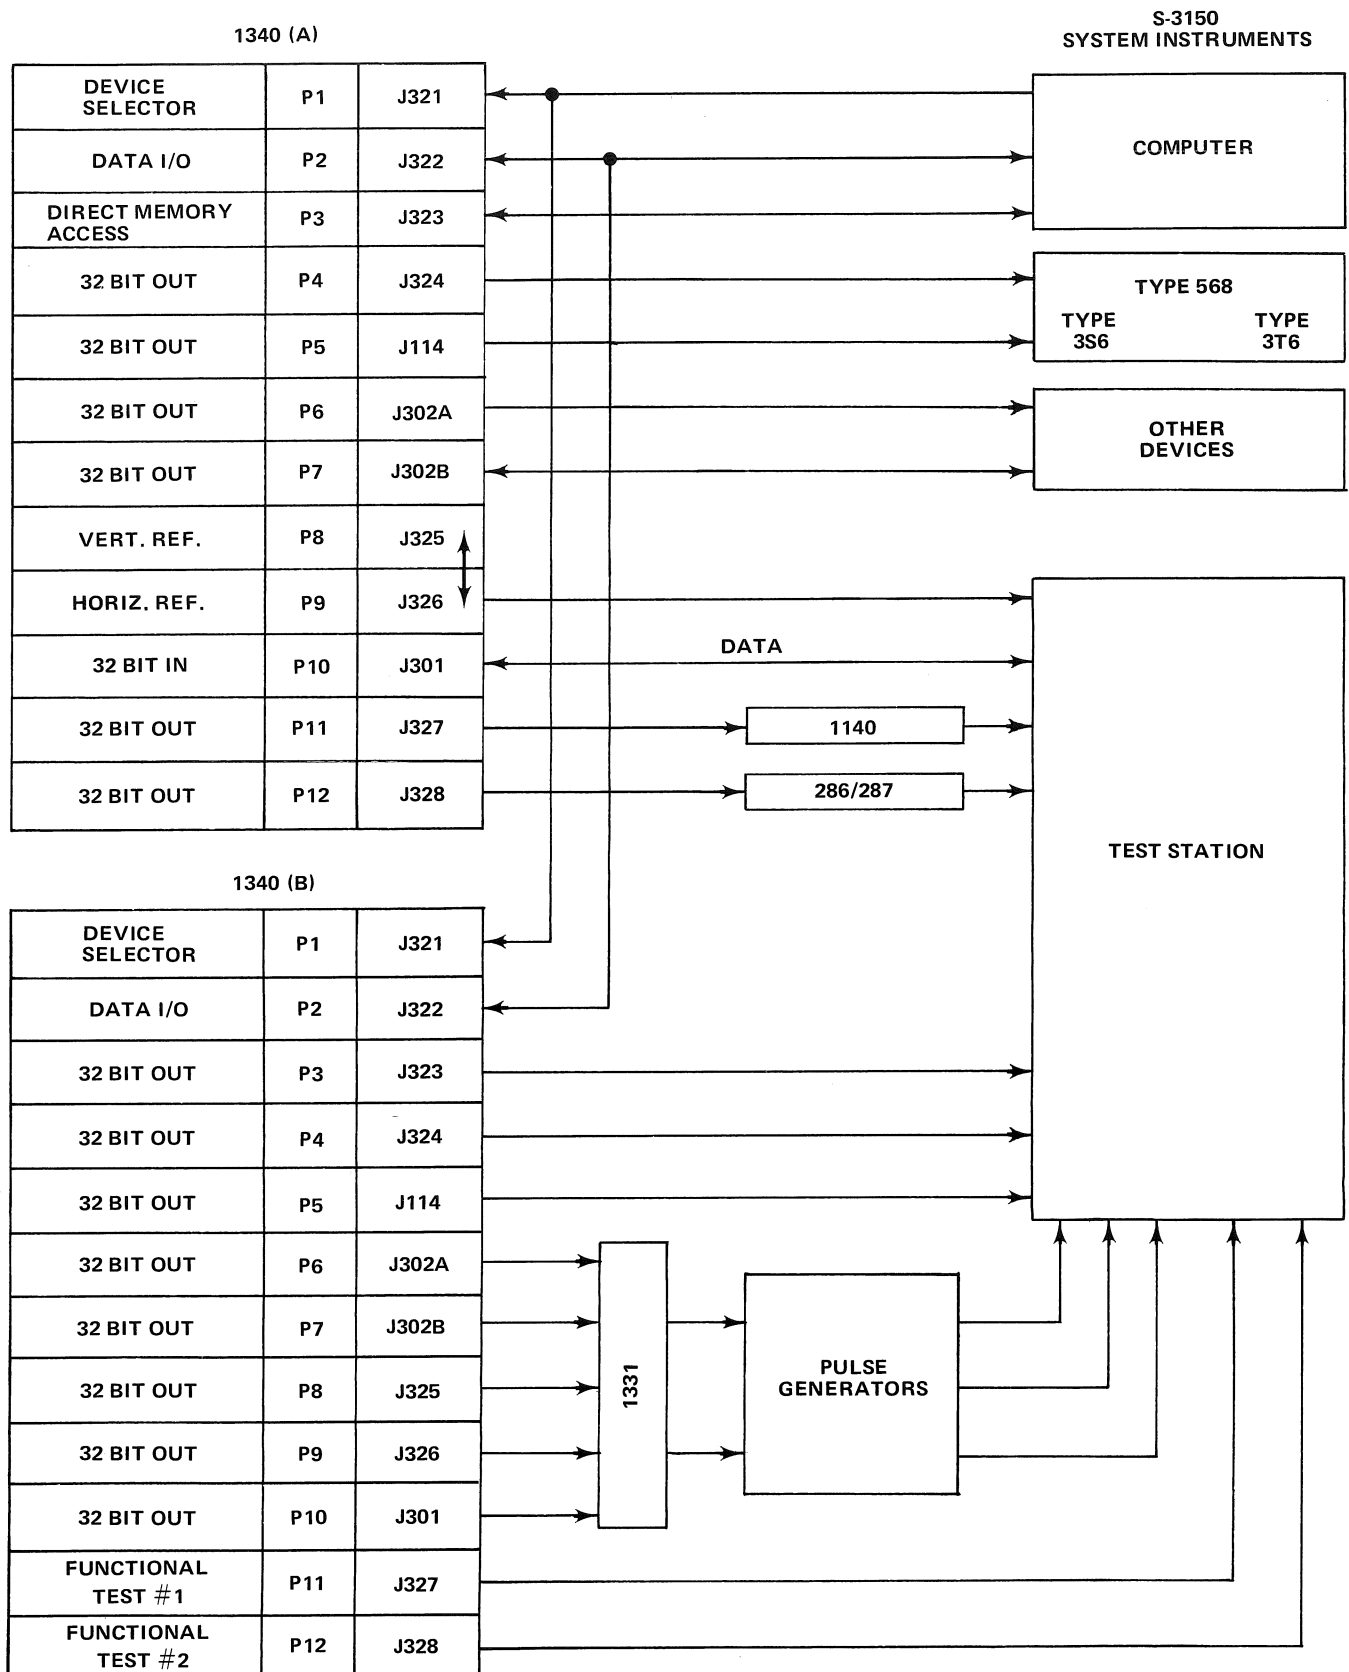 1340 (A)
S-3150
SYSTEM INSTRUMENTS
DEVICE
SELECTOR
P1
J321
COMPUTER
DATA I/O
P2
J322
DIRECT MEMORY
ACCESS
P3
J323
32 BIT OUT
P4
J324
TYPE 568
TYPE
3S6
TYPE
3T6
32 BIT OUT
P5
J114
32 BIT OUT
P6
J302A
OTHER
DEVICES
32 BIT OUT
P7
J302B
VERT. REF.
P8
J325
HORIZ. REF.
P9
J326
32 BIT IN
P10
J301
DATA
32 BIT OUT
P11
J327
1140
32 BIT OUT
P12
J328
286/287
TEST STATION
1340 (B)
DEVICE
SELECTOR
P1
J321
DATA I/O
P2
J322
32 BIT OUT
P3
J323
32 BIT OUT
P4
J324
32 BIT OUT
P5
J114
32 BIT OUT
P6
J302A
32 BIT OUT
P7
J302B
32 BIT OUT
P8
J325
1331
PULSE
GENERATORS
32 BIT OUT
P9
J326
32 BIT OUT
P10
J301
FUNCTIONAL
TEST #1
P11
J327
FUNCTIONAL
TEST #2
P12
J328